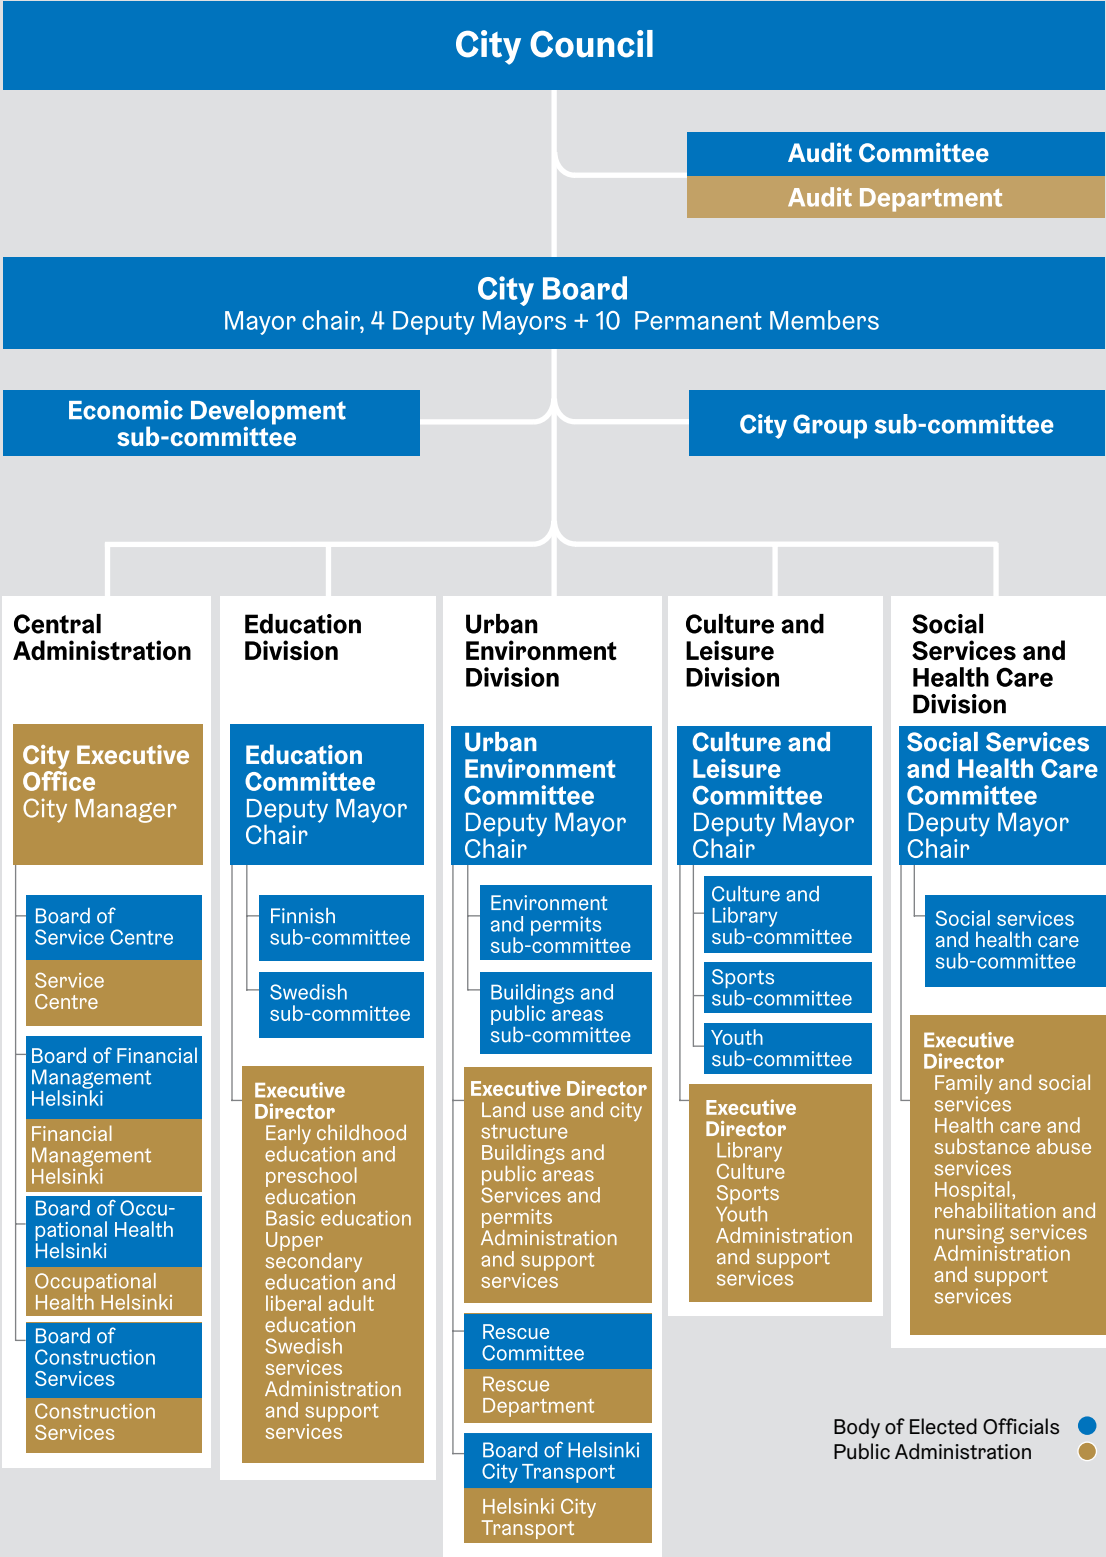 City Council
Audit Committee
Audit Department
City Board
Mayor chair, 4 Deputy Mayors + 10 Permanent Members
Economic Development
sub-committee
City Group sub-committee
Central
Administration
City Executive
Office
City Manager
Board of
Service Centre
Service
Centre
Board of Financial
Management
Helsinki
Financial
Management
Helsinki
Board of Occu-
pational Health
Helsinki
Occupational
Health Helsinki
Board of
Construction
Services
Construction
Services
Education
Division
Education
Committee
Deputy Mayor
Chair
Finnish
sub-committee
Swedish
sub-committee
Executive
Director
Early childhood
education and
preschool
education
Basic education
Upper
secondary
education and
liberal adult
education
Swedish
services
Administration
and support
services
Urban
Environment
Division
Urban
Environment
Committee
Deputy Mayor
Chair
Environment
and permits
sub-committee
Buildings and
public areas
sub-committee
Executive Director
Land use and city
structure
Buildings and
public areas
Services and
permits
Administration
and support
services
Rescue
Committee
Rescue
Department
Board of Helsinki
City Transport
Helsinki City
Transport
Culture and
Leisure
Division
Culture and
Leisure
Committee
Deputy Mayor
Chair
Culture and
Library
sub-committee
Sports
sub-committee
Youth
sub-committee
Executive
Director
Library
Culture
Sports
Youth
Administration
and support
services
Social
Services and
Health Care
Division
Social Services
and Health Care
Committee
Deputy Mayor
Chair
Social services
and health care
sub-committee
Executive
Director
Family and social
services
Health care and
substance abuse
services
Hospital,
rehabilitation and
nursing services
Administration
and support
services
Body of Elected Officials
Public Administration